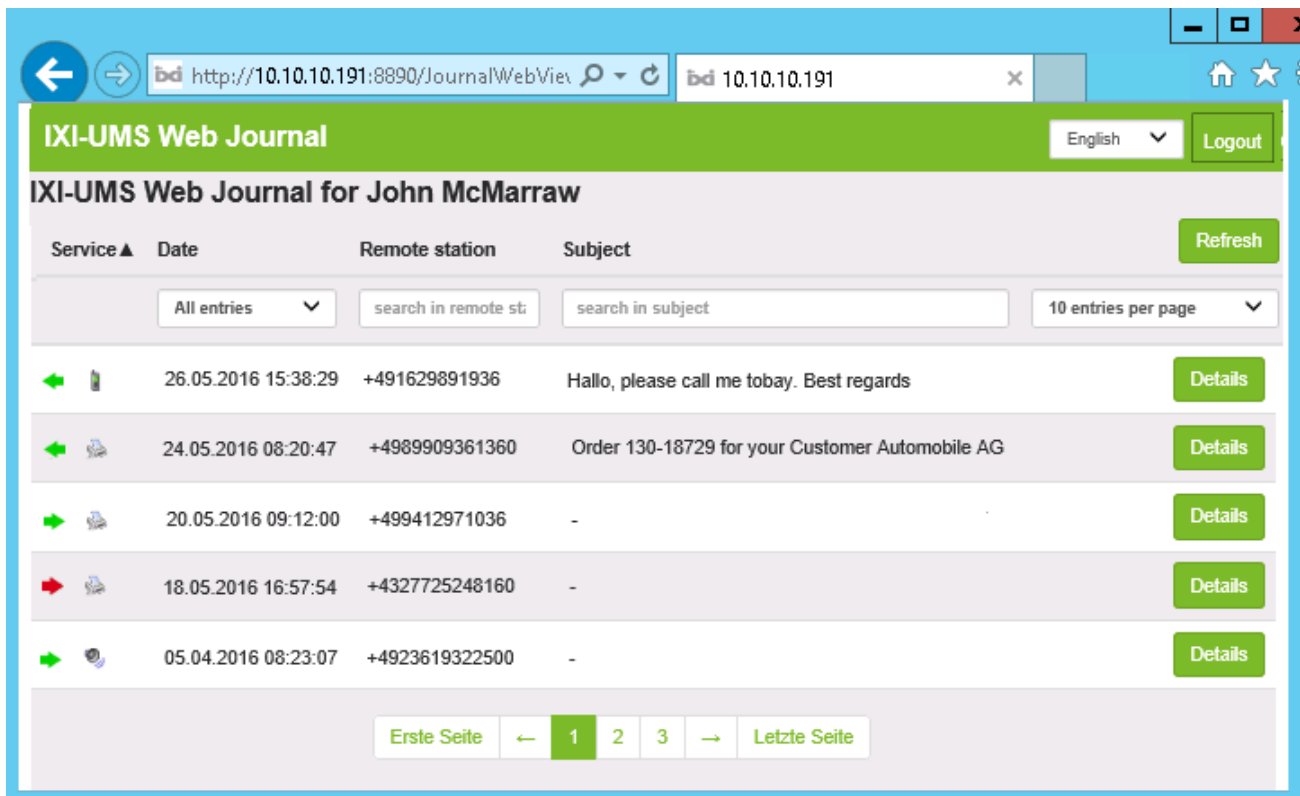 http://10.10.10.191:8890/JournalWebView 10.10.10.191
IXI-UMS Web Journal English Logout
IXI-UMS Web Journal for John McMarraw
Service▲ Date Remote station Subject Refresh
All entries search in remote sta search in subject 10 entries per page
26.05.2016 15:38:29 +491629891936 Hallo, please call me tobay. Best regards Details
24.05.2016 08:20:47 +4989909361360 Order 130-18729 for your Customer Automobile AG Details
20.05.2016 09:12:00 +499412971036 - Details
18.05.2016 16:57:54 +4327725248160 - Details
05.04.2016 08:23:07 +4923619322500 - Details
Erste Seite ← 1 2 3 → Letzte Seite